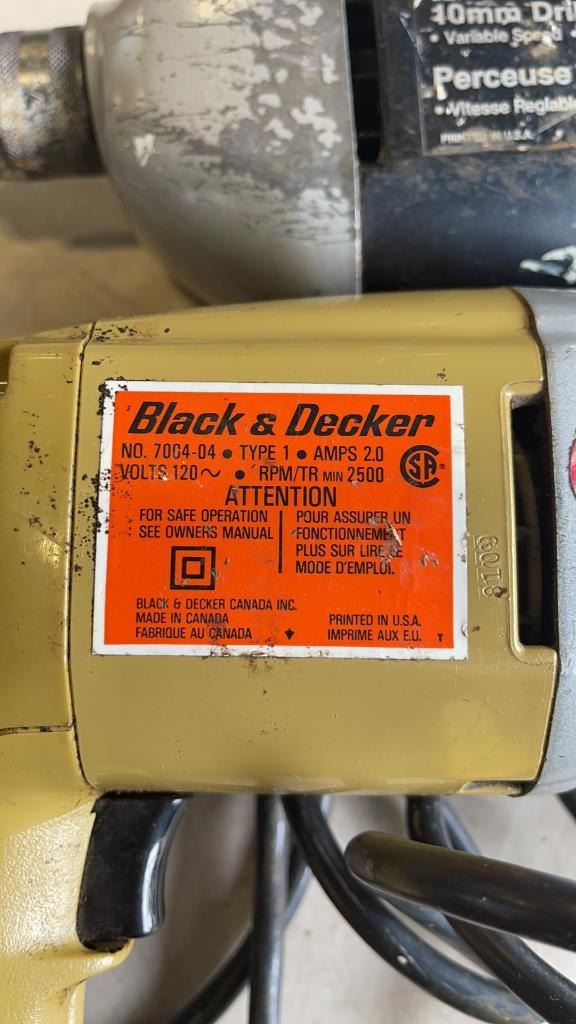 10mm Dri
• Variable Speed
Perceuse
• Vitesse Reglabl
PRINTED IN U.S.A.
Black & Decker
NO. 7004-04 • TYPE 1 • AMPS 2.0
VOLTS 120 ~ • RPM/TR MIN 2500
SA®
ATTENTION
FOR SAFE OPERATION
SEE OWNERS MANUAL
POUR ASSURER UN
FONCTIONNEMENT
PLUS SUR LIRE LE
MODE D'EMPLOI.
BLACK & DECKER CANADA INC.
MADE IN CANADA
FABRIQUE AU CANADA
PRINTED IN U.S.A.
IMPRIME AUX E.U. T